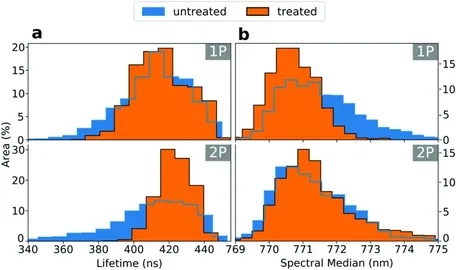 untreated treated
a b
1P 1P
20
15
10
5
0
15
10
5
0
Area (%)
2P 2P
30
20
10
0
15
10
5
0
340 360 380 400 420 440 769 770 771 772 773 774 775
Lifetime (ns) Spectral Median (nm)